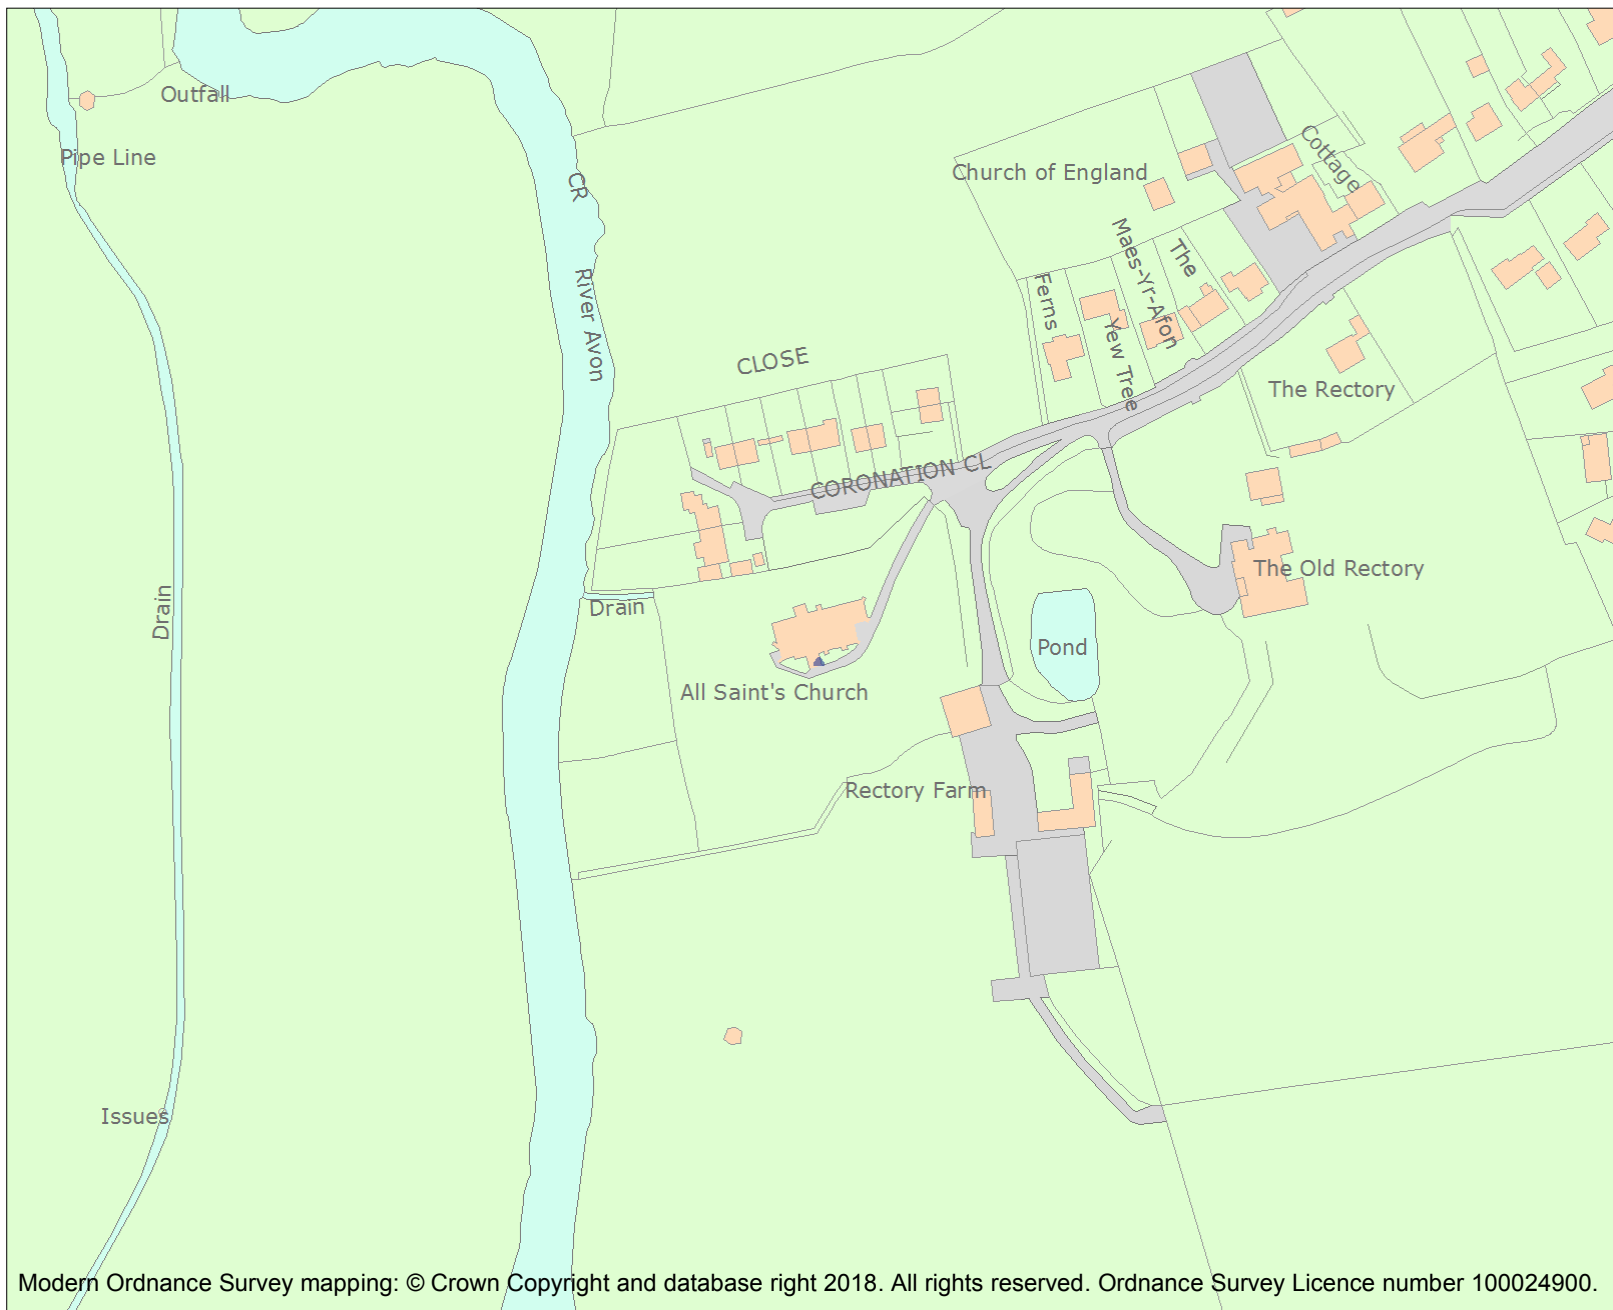 Outfall
Pipe Line
CR
Church of England
Cottage
Maes-Yr-Afon
The
River Avon
Ferns
Yew Tree
CLOSE
The Rectory
CORONATION CL
The Old Rectory
Drain
Drain
Pond
All Saint's Church
Rectory Farm
Issues
Modern Ordnance Survey mapping: © Crown Copyright and database right 2018. All rights reserved. Ordnance Survey Licence number 100024900.